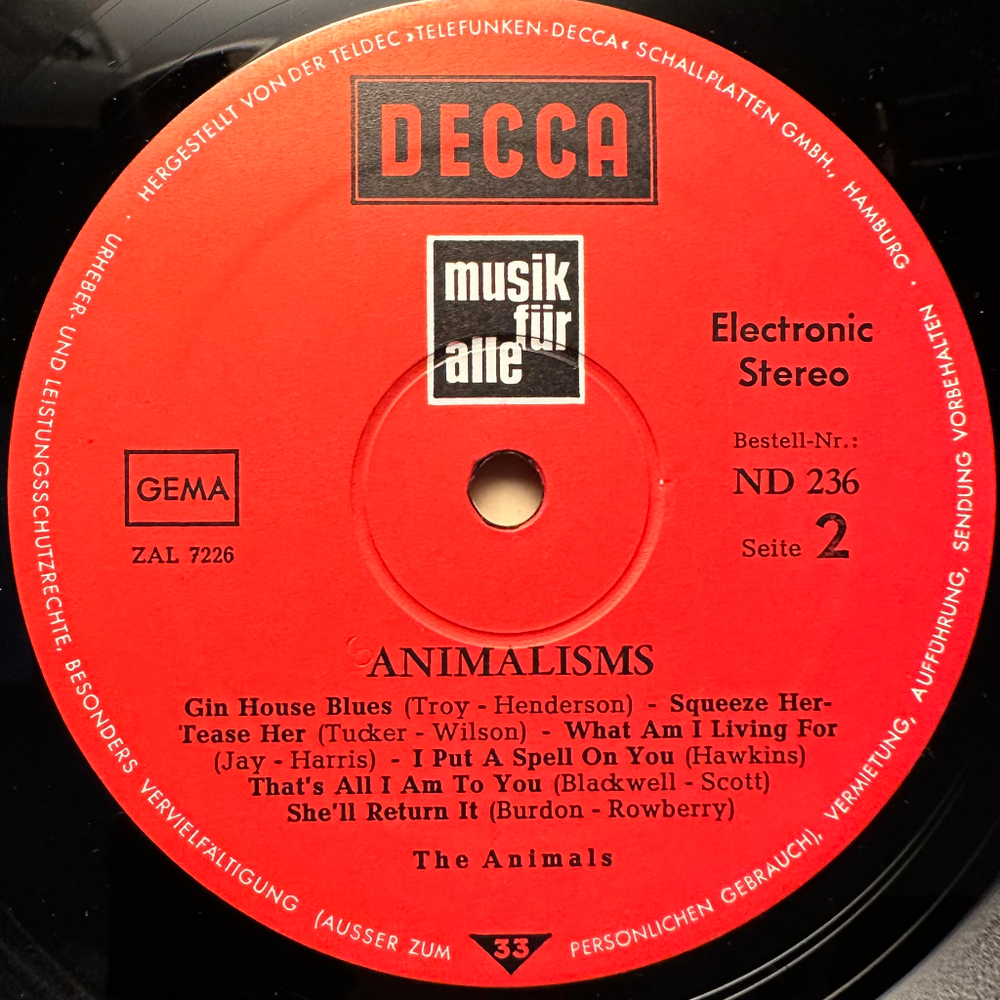 HERGESTELLT VON DER TELDEC »TELEFUNKEN-DECCA« SCHALLPLATTEN GMBH., HAMBURG ·
URHEBER- UND LEISTUNGSSCHUTZRECHTE, BESONDERS VERVIELFÄLTIGUNG (AUSSER ZUM PERSÖNLICHEN GEBRAUCH), VERMIETUNG, AUFFÜHRUNG, SENDUNG VORBEHALTEN ·
DECCA
musik
für
alle
Electronic
Stereo
Bestell-Nr.:
ND 236
Seite 2
GEMA
ZAL 7226
ANIMALISMS
Gin House Blues (Troy - Henderson) - Squeeze Her-
Tease Her (Tucker - Wilson) - What Am I Living For
(Jay - Harris) - I Put A Spell On You (Hawkins)
That's All I Am To You (Blackwell - Scott)
She'll Return It (Burdon - Rowberry)
The Animals
33